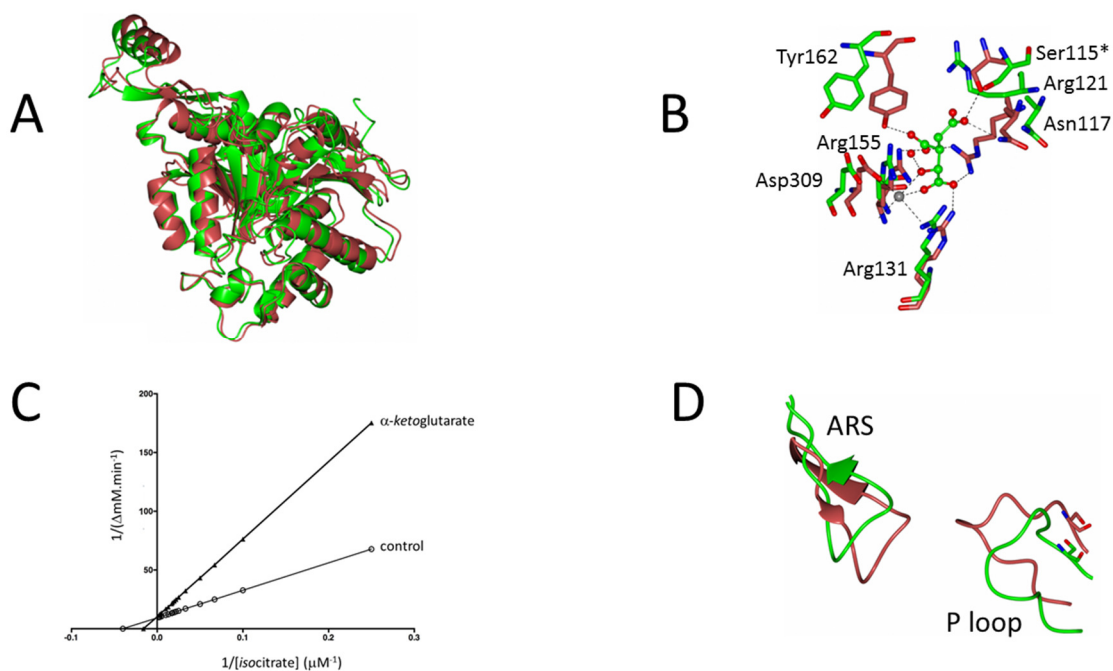 A
B
Tyr162
Ser115*
Arg121
Asn117
Arg155
Asp309
Arg131
C
200
150
100
50
-0.1
0.0
0.1
0.2
0.3
1/(ΔmM.min⁻¹)
α-ketoglutarate
control
1/[isocitrate] (μM⁻¹)
D
ARS
P loop